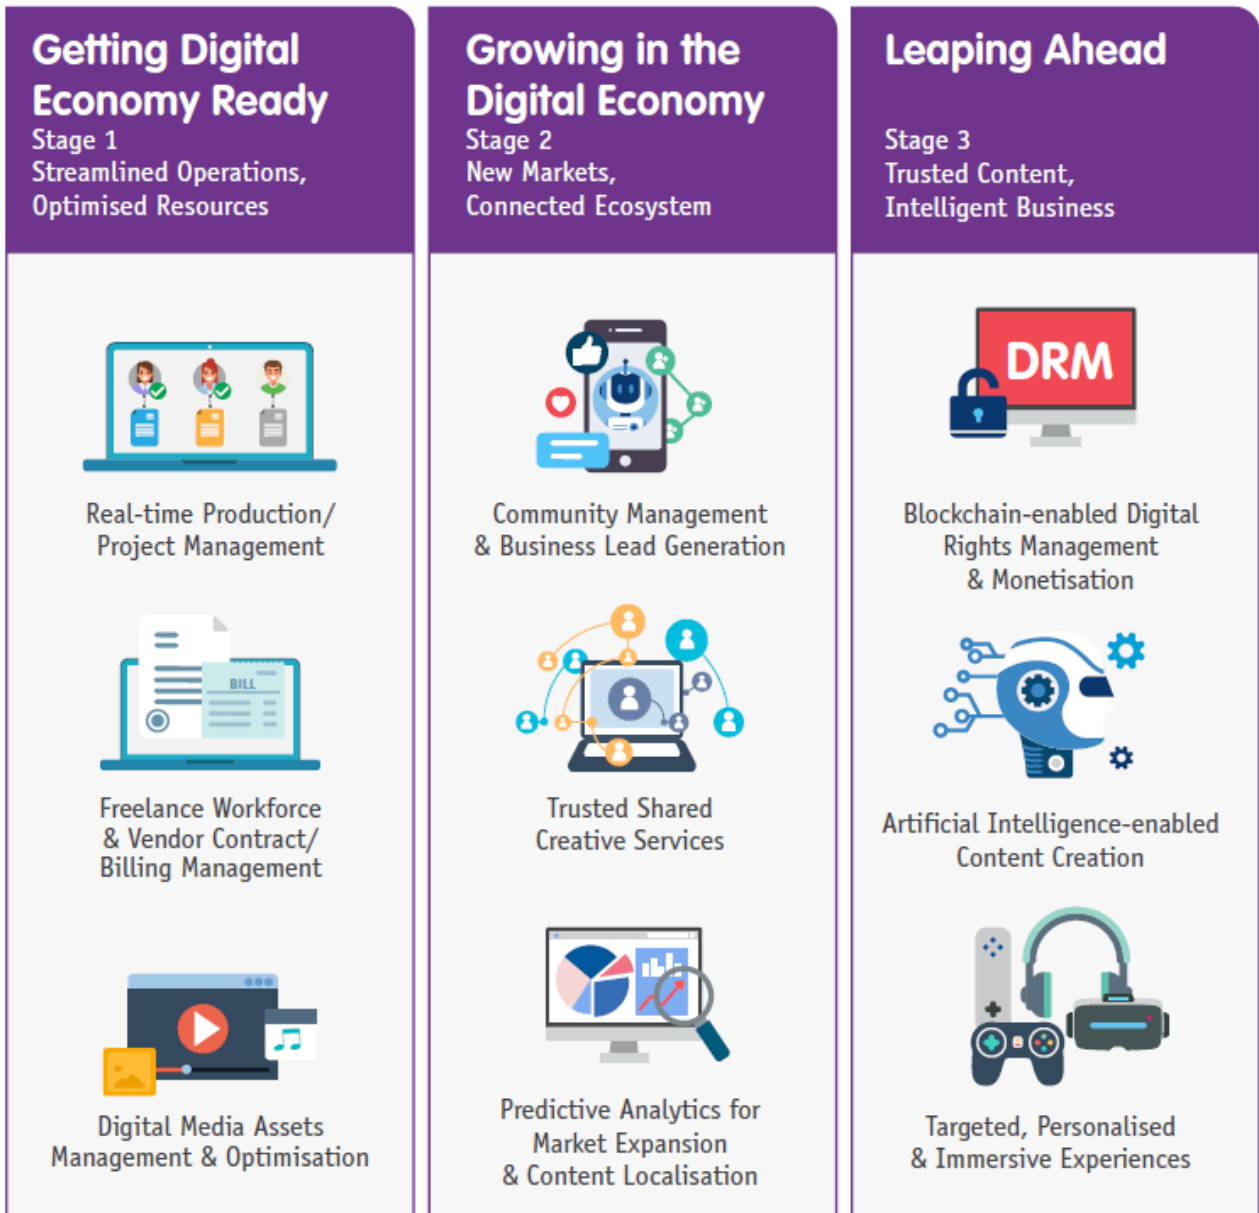 Getting Digital
Economy Ready
Stage 1
Streamlined Operations,
Optimised Resources
Real-time Production/
Project Management
BILL
Freelance Workforce
& Vendor Contract/
Billing Management
Digital Media Assets
Management & Optimisation
Growing in the
Digital Economy
Stage 2
New Markets,
Connected Ecosystem
Community Management
& Business Lead Generation
Trusted Shared
Creative Services
Predictive Analytics for
Market Expansion
& Content Localisation
Leaping Ahead
Stage 3
Trusted Content,
Intelligent Business
DRM
Blockchain-enabled Digital
Rights Management
& Monetisation
Artificial Intelligence-enabled
Content Creation
Targeted, Personalised
& Immersive Experiences